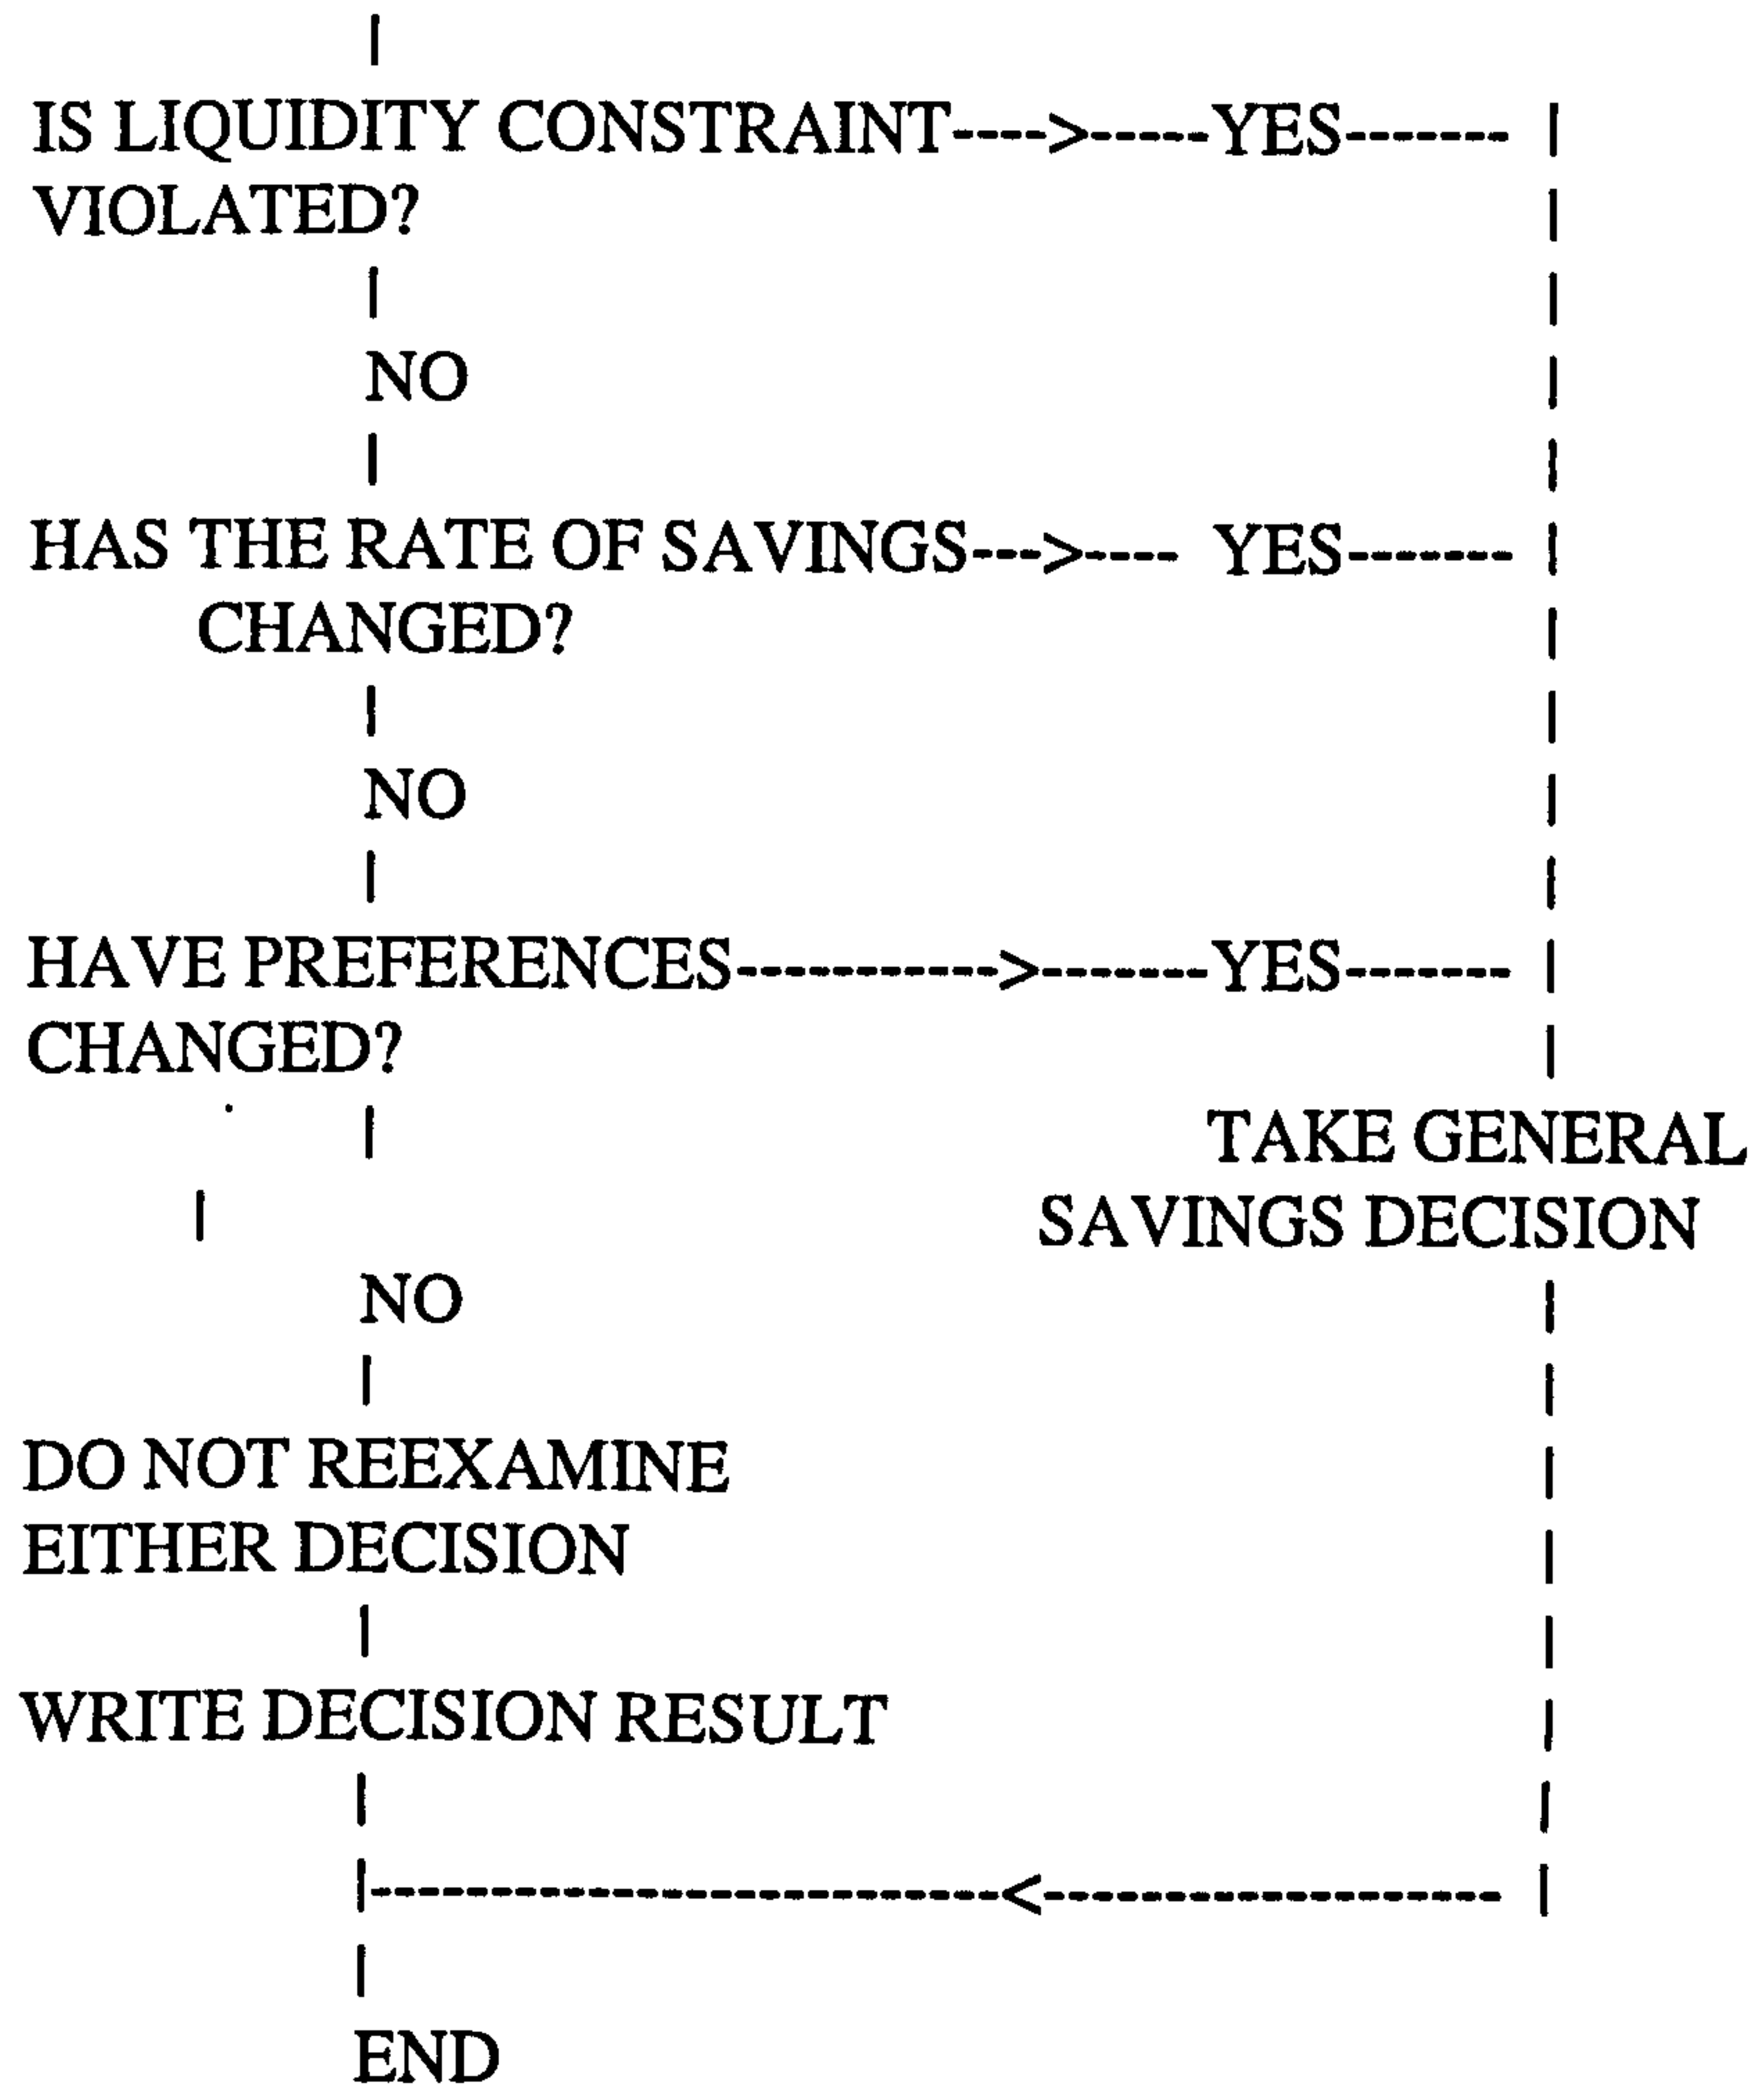 |
IS LIQUIDITY CONSTRAINT---->-----YES------- |
VIOLATED? |
| |
NO |
| |
HAS THE RATE OF SAVINGS--->---- YES------- |
CHANGED? |
| |
NO |
| |
HAVE PREFERENCES----------->-------YES------- |
CHANGED? |
| TAKE GENERAL
| SAVINGS DECISION
NO |
| |
DO NOT REEXAMINE |
EITHER DECISION |
| |
WRITE DECISION RESULT |
| |
|-----------------------------<-------------------- |
|
END